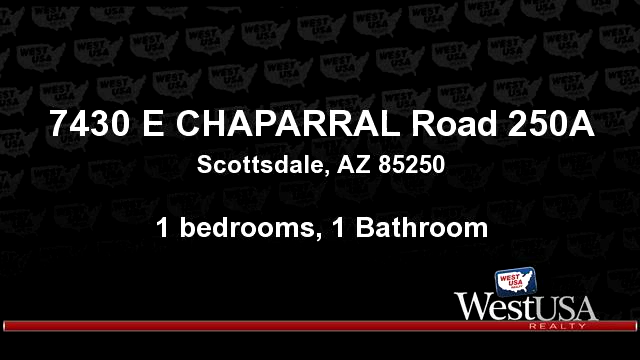 7430 E CHAPARRAL Road 250A
Scottsdale, AZ 85250
1 bedrooms, 1 Bathroom
WEST
USA
WestUSA
REALTY